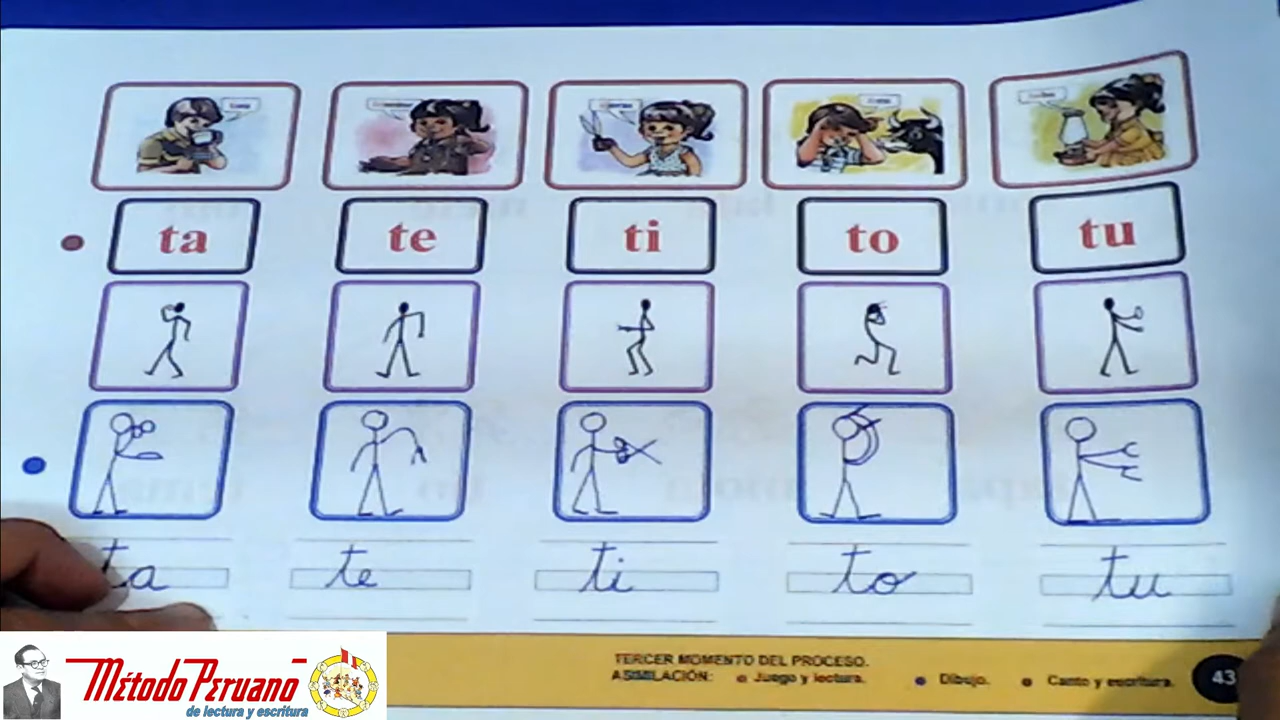 ta te ti to tu
ta te ti to tu
Método Peruano
de lectura y escritura
TERCER MOMENTO DEL PROCESO.
ASIMILACIÓN: Juego y lectura. Dibujo. Canto y escritura.
43